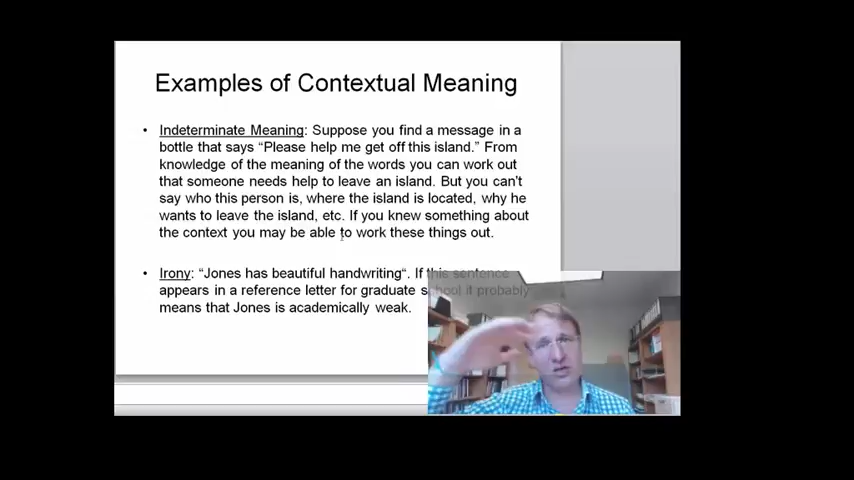 Examples of Contextual Meaning
• Indeterminate Meaning: Suppose you find a message in a
bottle that says “Please help me get off this island.” From
knowledge of the meaning of the words you can work out
that someone needs help to leave an island. But you can't
say who this person is, where the island is located, why he
wants to leave the island, etc. If you knew something about
the context you may be able to work these things out.
• Irony: “Jones has beautiful handwriting“. If this sentence
appears in a reference letter for graduate school it probably
means that Jones is academically weak.